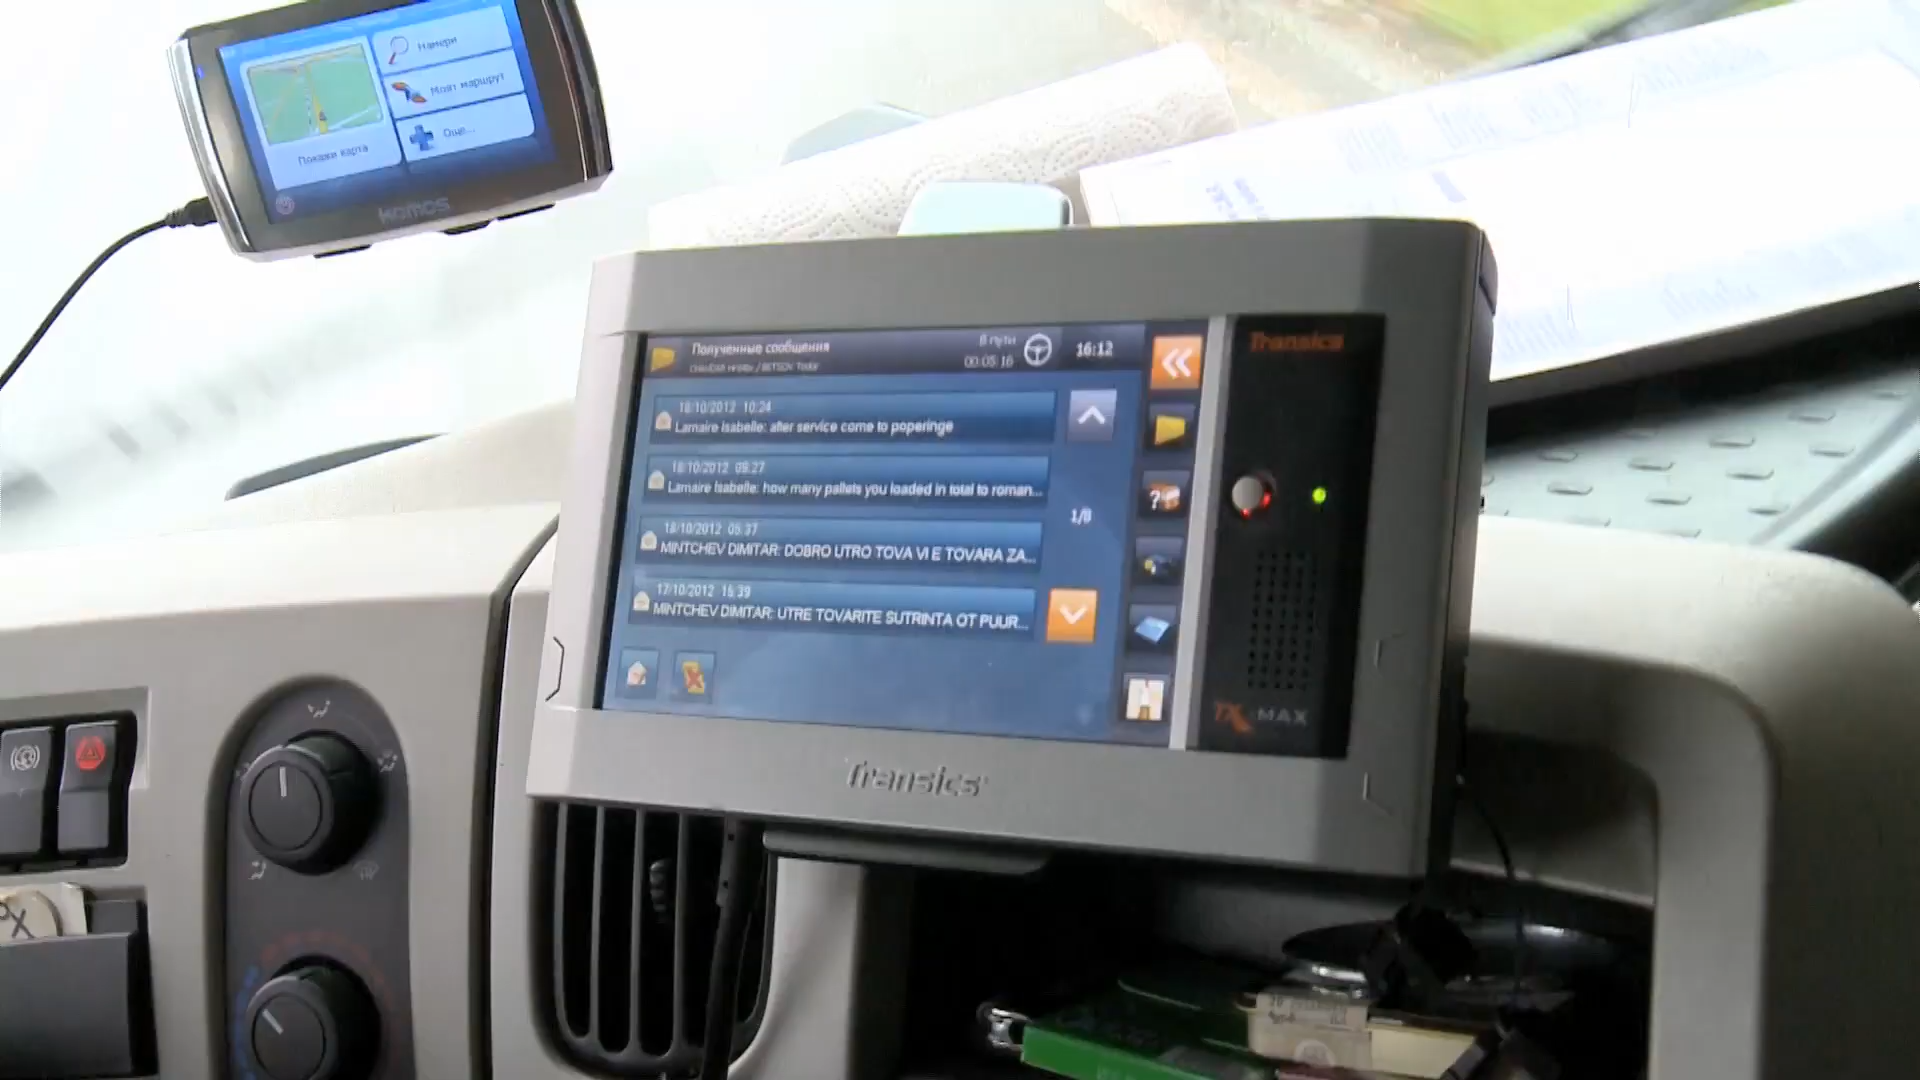 Намери
Моят маршрут
Още...
Покажи карта
Kamos
Полученные сообщения
В пути
00:05:16
16:12
18/10/2012 10:24
Lamaire Isabelle: after service come to poperinge
18/10/2012 09:27
Lamaire Isabelle: how many pallets you loaded in total to roman...
18/10/2012 05:37
MINTCHEV DIMITAR: DOBRO UTRO TOVA VI E TOVARA ZA...
17/10/2012 15:39
MINTCHEV DIMITAR: UTRE TOVARITE SUTRINTA OT PUUR...
1/8
Transics
TX-MAX
Transics